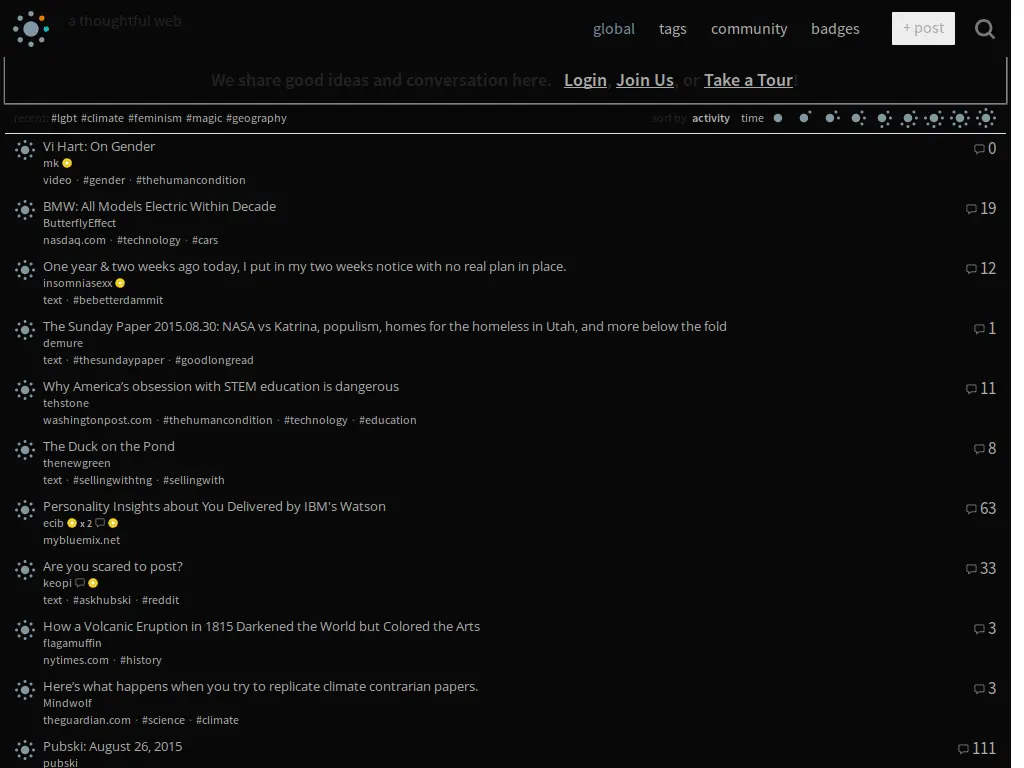 a thoughtful web
global tags community badges + post
We share good ideas and conversation here. Login, Join Us, or Take a Tour!
recent: #lgbt #climate #feminism #magic #geography
sort by activity time
Vi Hart: On Gender
0
mk
video · #gender · #thehumancondition
BMW: All Models Electric Within Decade
19
ButterflyEffect
nasdaq.com · #technology · #cars
One year & two weeks ago today, I put in my two weeks notice with no real plan in place.
12
insomniasexx
text · #bebetterdammit
The Sunday Paper 2015.08.30: NASA vs Katrina, populism, homes for the homeless in Utah, and more below the fold
1
demure
text · #thesundaypaper · #goodlongread
Why America's obsession with STEM education is dangerous
11
tehstone
washingtonpost.com · #thehumancondition · #technology · #education
The Duck on the Pond
8
thenewgreen
text · #sellingwithtng · #sellingwith
Personality Insights about You Delivered by IBM's Watson
63
ecib x 2
mybluemix.net
Are you scared to post?
33
keopi
text · #askhubski · #reddit
How a Volcanic Eruption in 1815 Darkened the World but Colored the Arts
3
flagamuffin
nytimes.com · #history
Here's what happens when you try to replicate climate contrarian papers.
3
Mindwolf
theguardian.com · #science · #climate
Pubski: August 26, 2015
111
pubski